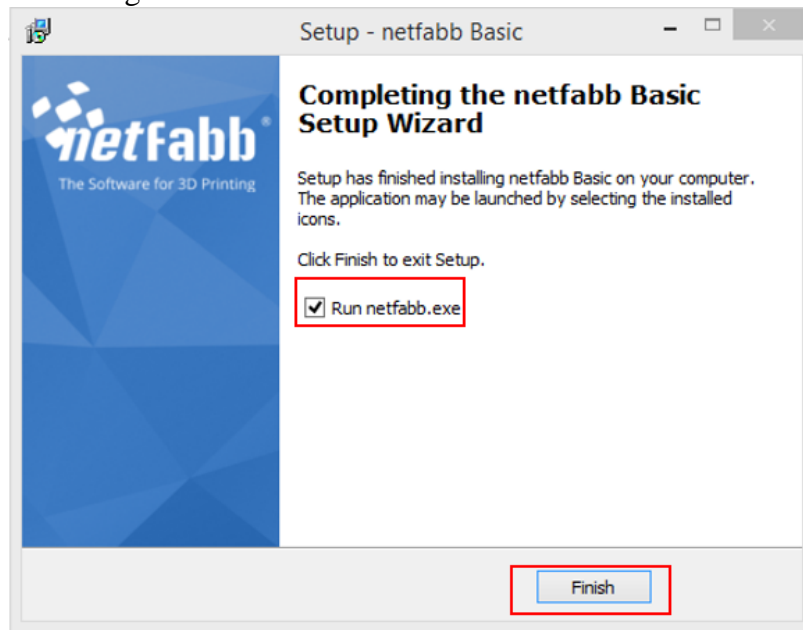 Setup - netfabb Basic
netfabb®
The Software for 3D Printing
Completing the netfabb Basic
Setup Wizard
Setup has finished installing netfabb Basic on your computer.
The application may be launched by selecting the installed
icons.
Click Finish to exit Setup.
Run netfabb.exe
Finish